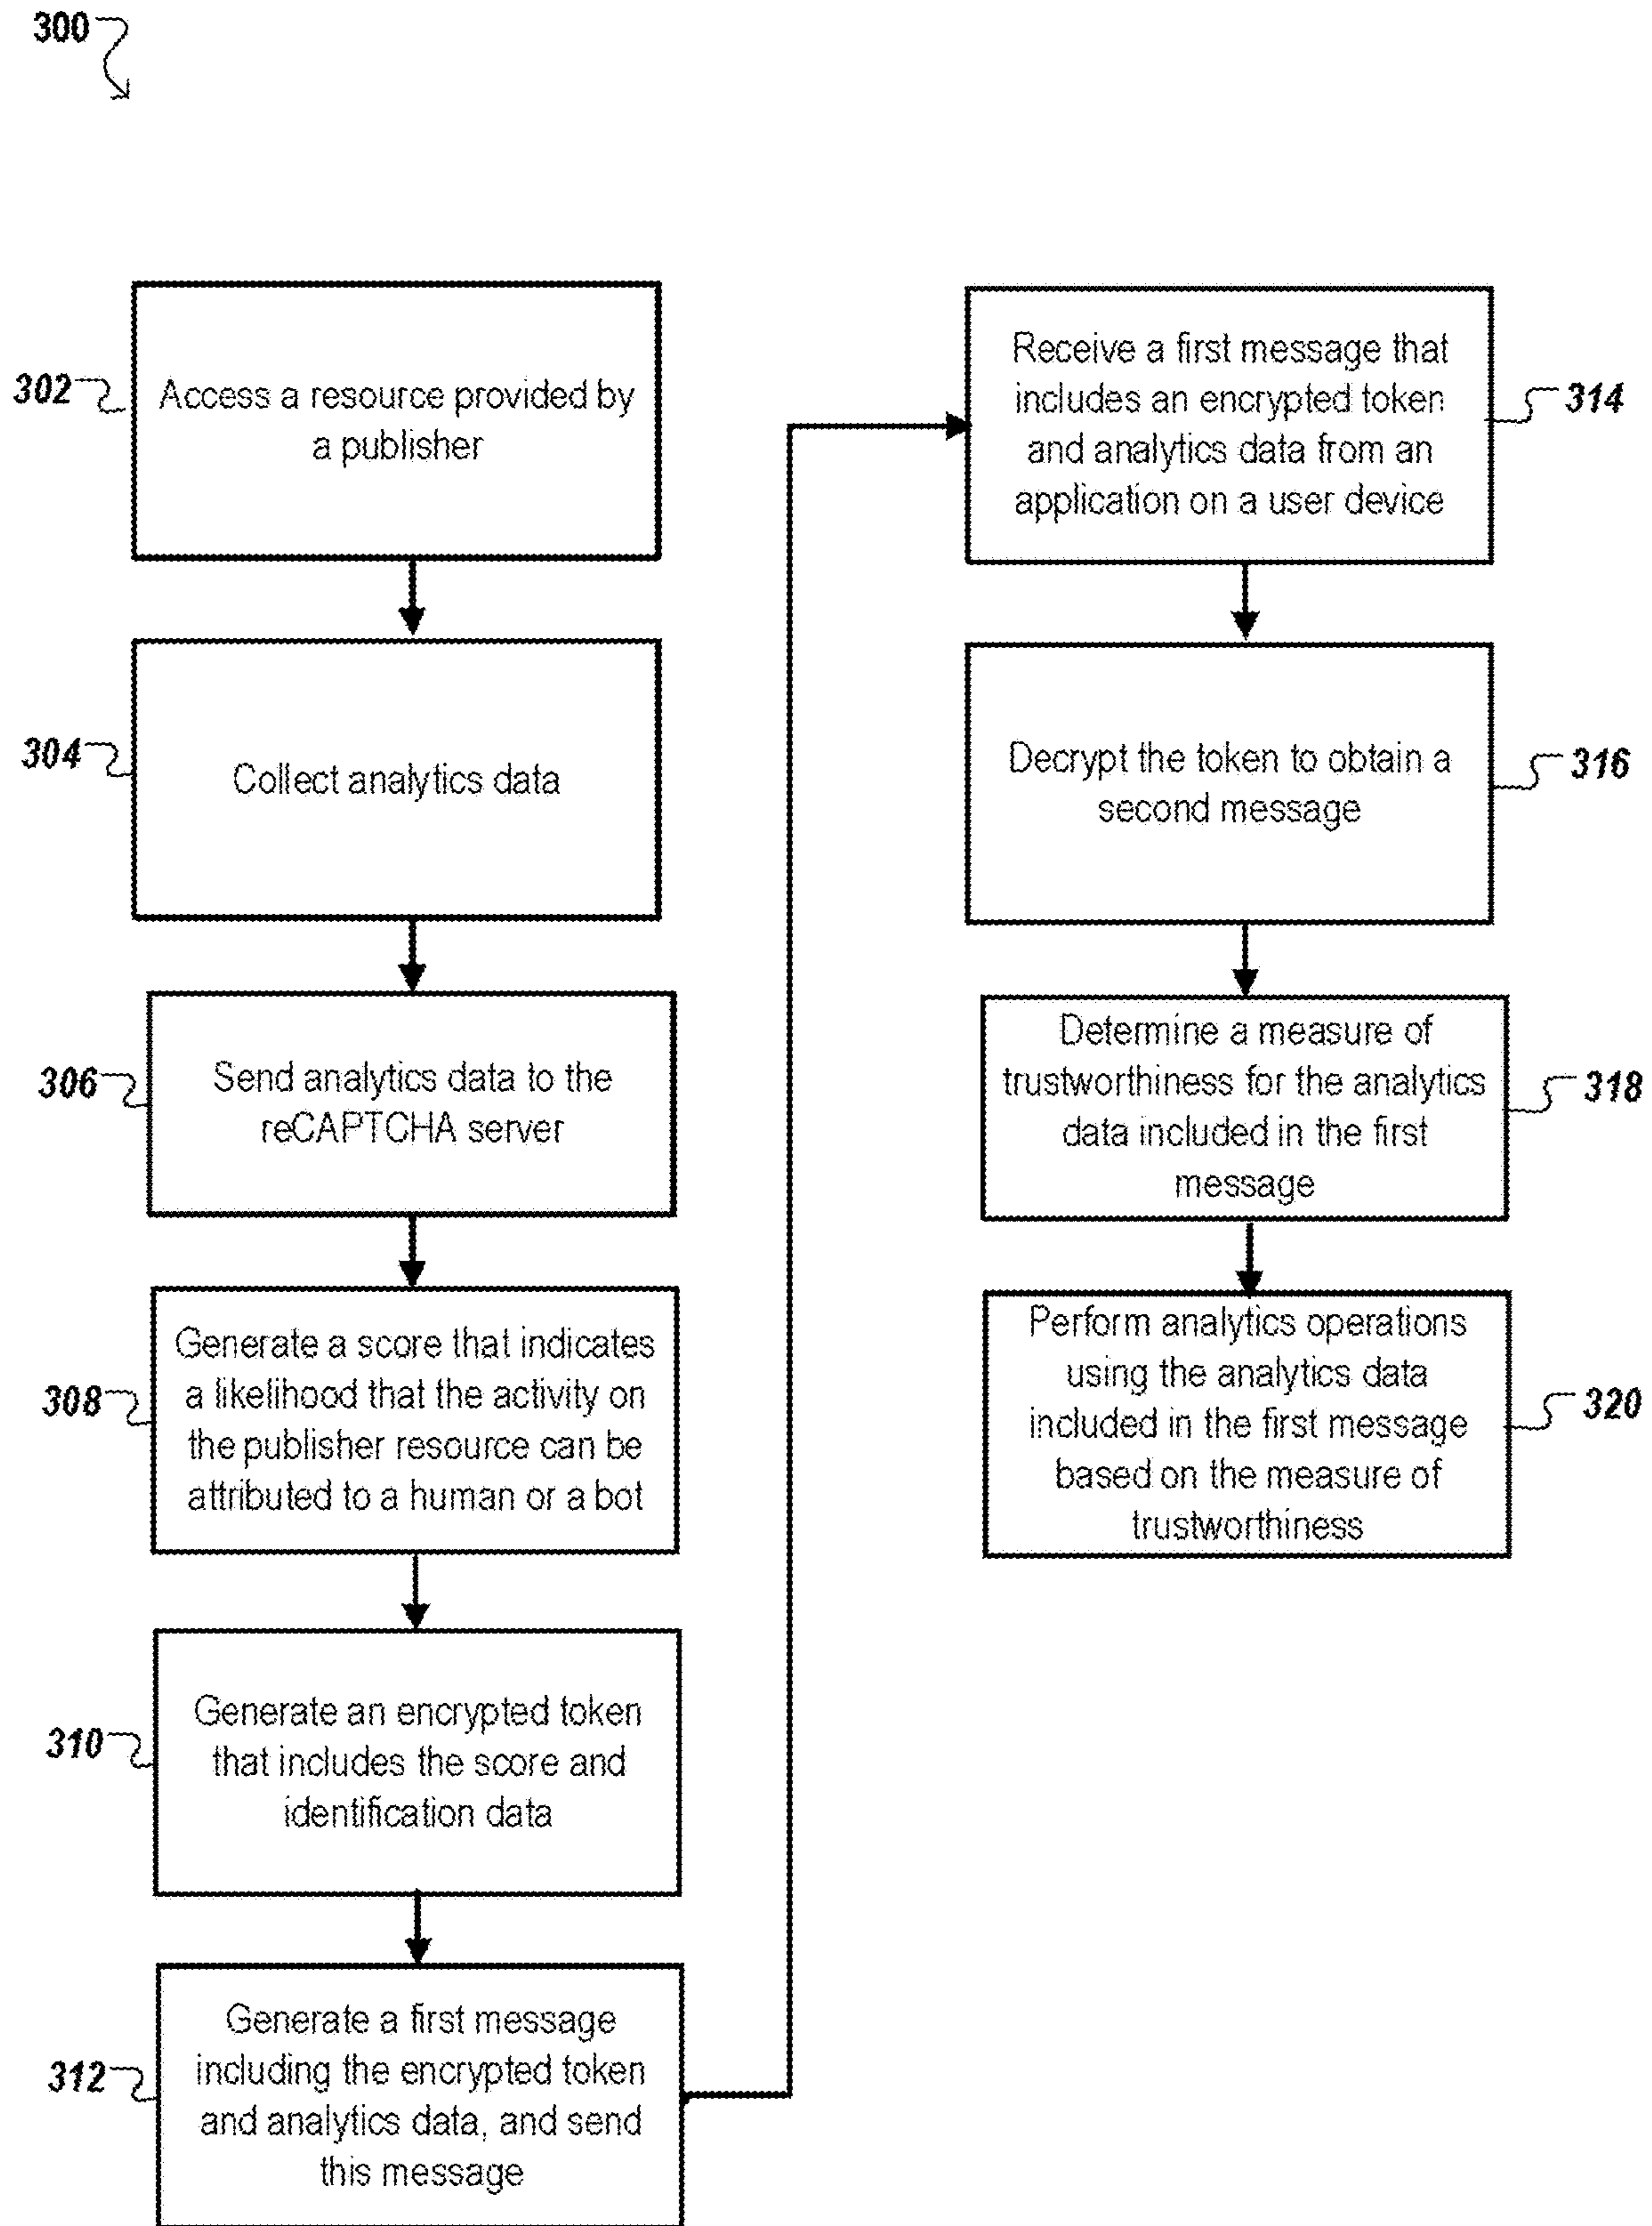 300
302
Access a resource provided by
a publisher
304
Collect analytics data
306
Send analytics data to the
reCAPTCHA server
308
Generate a score that indicates
a likelihood that the activity on
the publisher resource can be
attributed to a human or a bot
310
Generate an encrypted token
that includes the score and
identification data
312
Generate a first message
including the encrypted token
and analytics data, and send
this message
Receive a first message that
includes an encrypted token
and analytics data from an
application on a user device
314
Decrypt the token to obtain a
second message
316
Determine a measure of
trustworthiness for the analytics
data included in the first
message
318
Perform analytics operations
using the analytics data
included in the first message
based on the measure of
trustworthiness
320